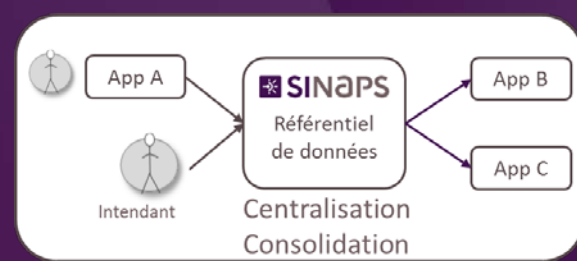 App A
Intendant
SINAPS
Référentiel
de données
Centralisation
Consolidation
App B
App C